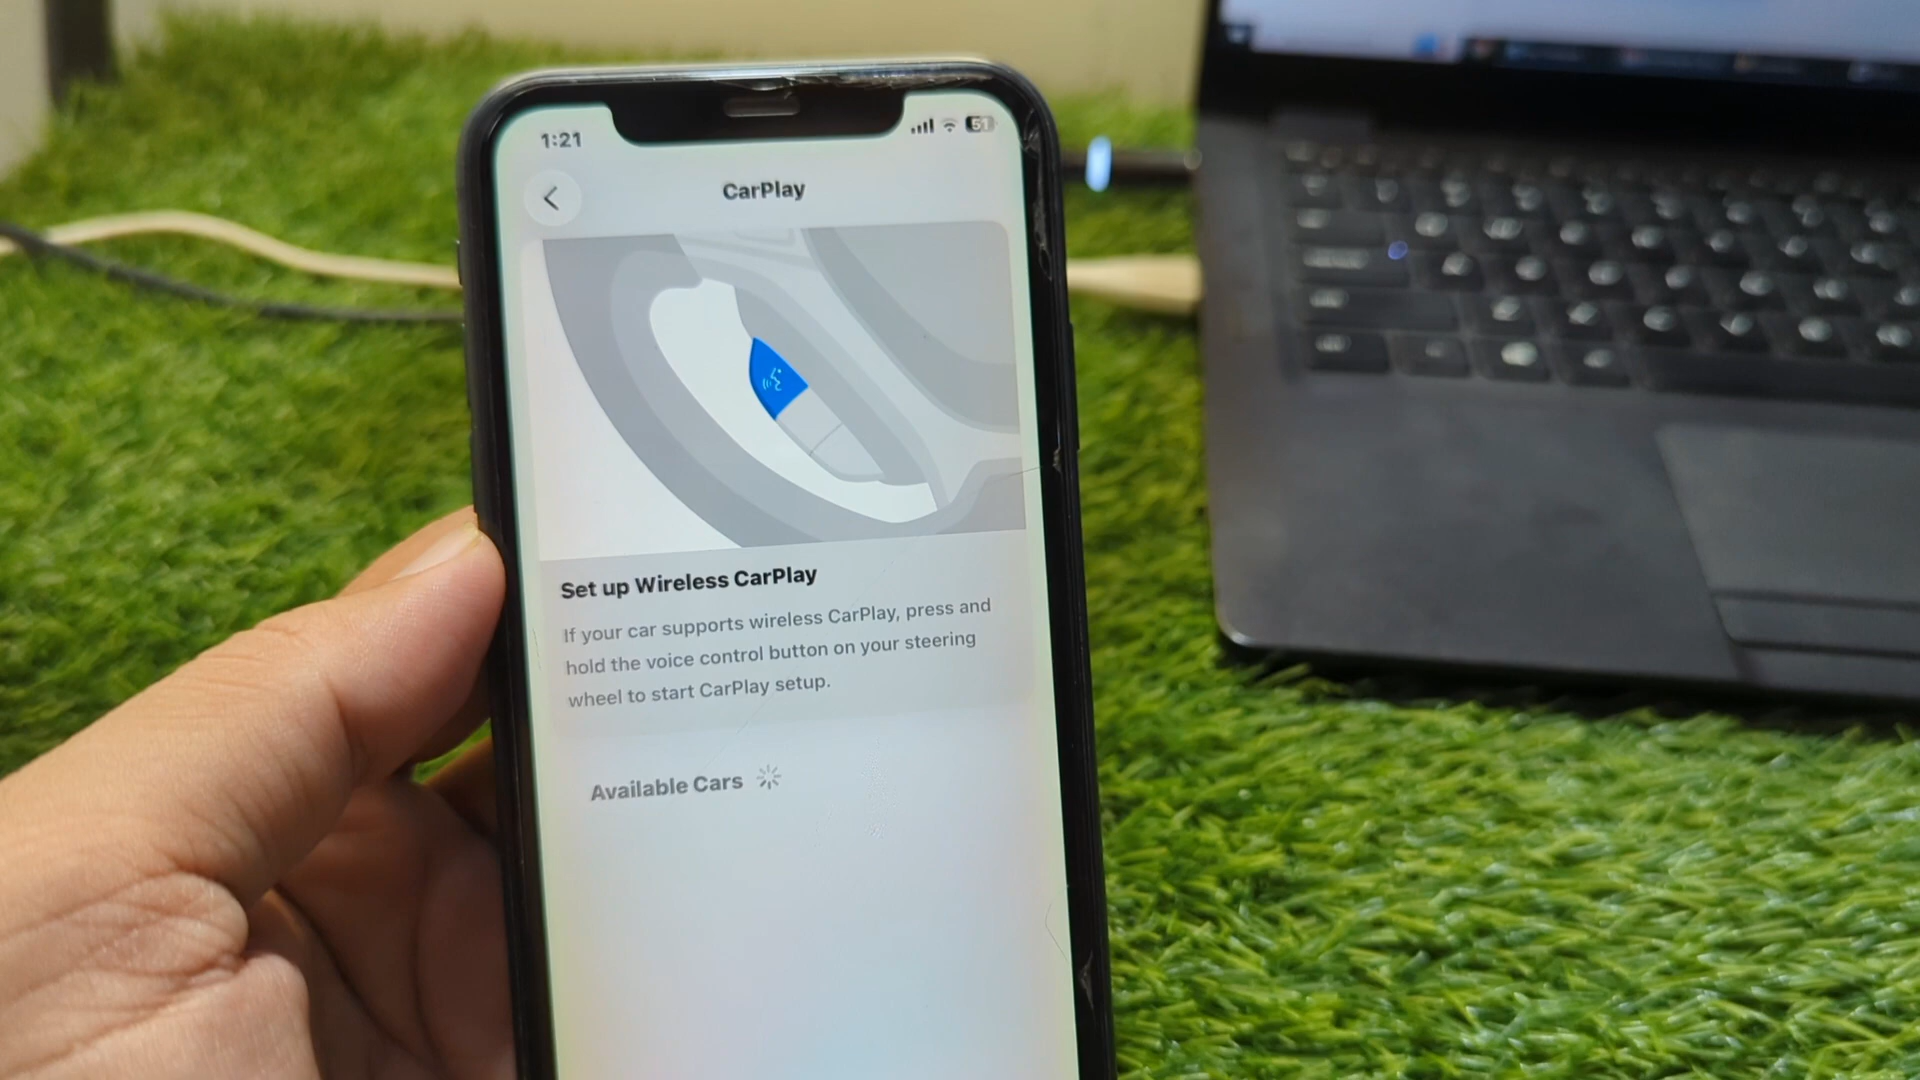 1:21
51
CarPlay
Set up Wireless CarPlay
If your car supports wireless CarPlay, press and
hold the voice control button on your steering
wheel to start CarPlay setup.
Available Cars